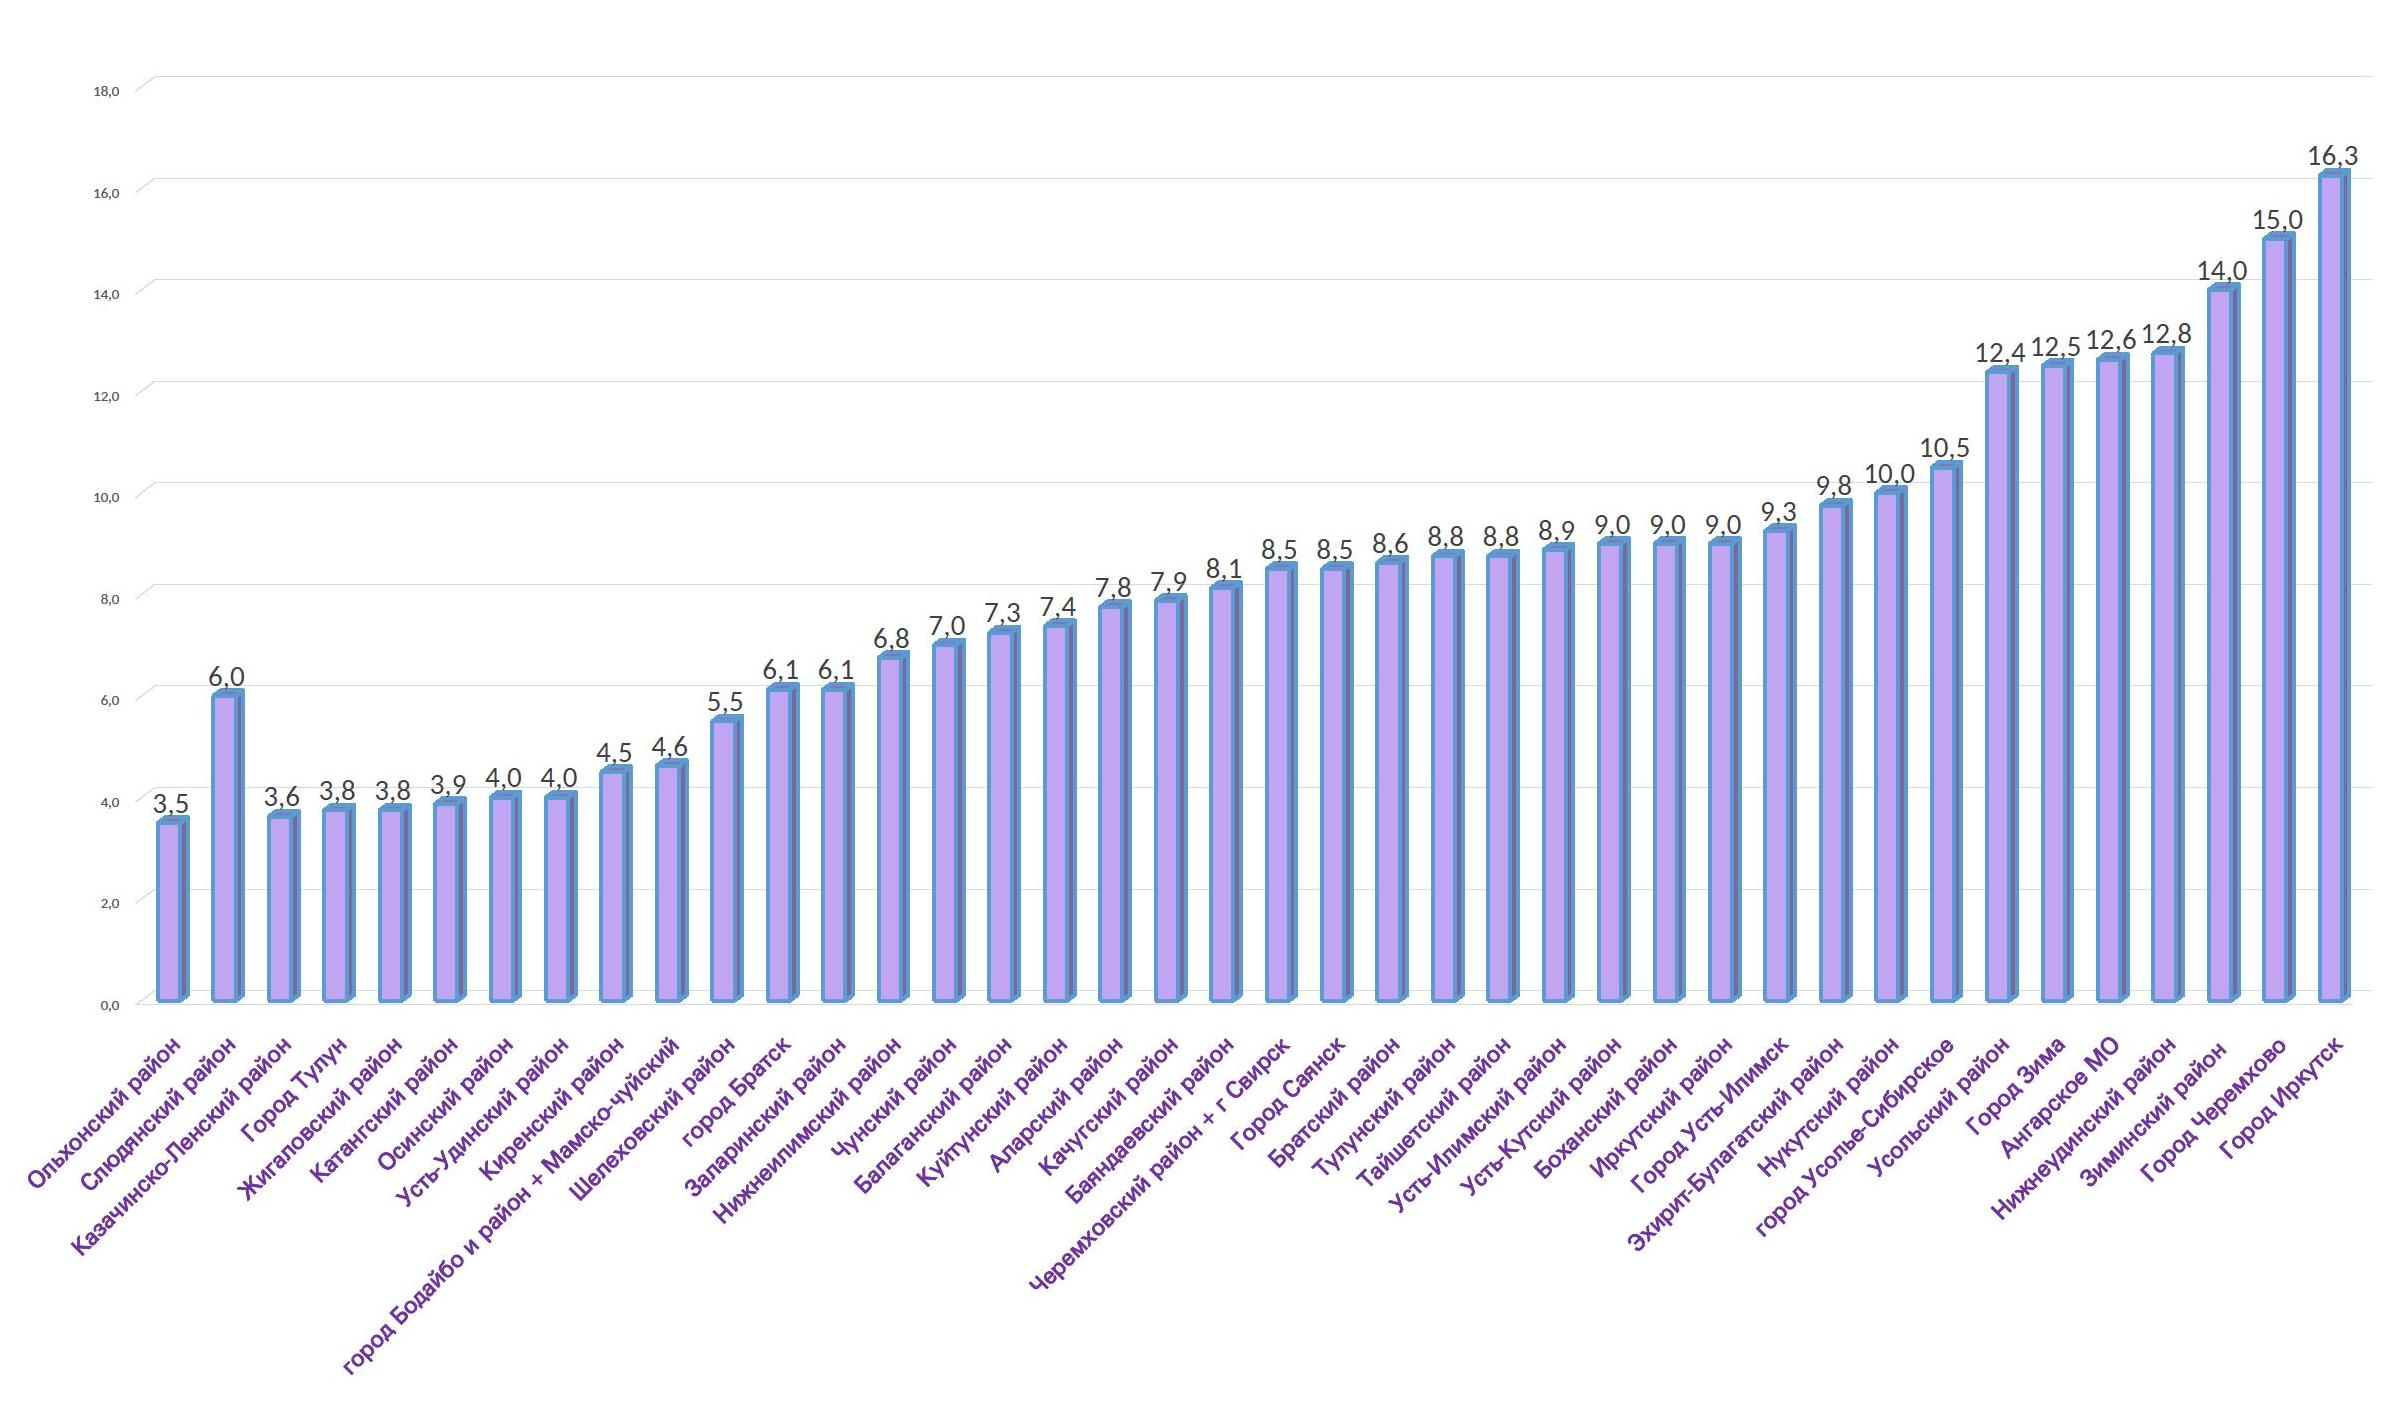 18,0
16,0
14,0
12,0
10,0
8,0
6,0
4,0
2,0
0,0
3,5
6,0
3,6
3,8
3,8
3,9
4,0
4,0
4,5
4,6
5,5
6,1
6,1
6,8
7,0
7,3
7,4
7,8
7,9
8,1
8,5
8,5
8,6
8,8
8,8
8,9
9,0
9,0
9,0
9,3
9,8
10,0
10,5
12,4
12,5
12,6
12,8
14,0
15,0
16,3
Ольхонский район
Слюдянский район
Казачинско-Ленский район
Город Тулун
Жигаловский район
Катангский район
Осинский район
Усть-Удинский район
Киренский район
город Бодайбо и район + Мамско-чуйский
Шелеховский район
город Братск
Заларинский район
Нижнеилимский район
Чунский район
Балаганский район
Куйтунский район
Аларский район
Качугский район
Баяндаевский район
Черемховский район + г Свирск
Город Саянск
Братский район
Тулунский район
Тайшетский район
Усть-Илимский район
Усть-Кутский район
Боханский район
Иркутский район
Город Усть-Илимск
Эхирит-Булагатский район
Нукутский район
город Усолье-Сибирское
Усольский район
Город Зима
Ангарское МО
Нижнеудинский район
Зиминский район
Город Черемхово
Город Иркутск